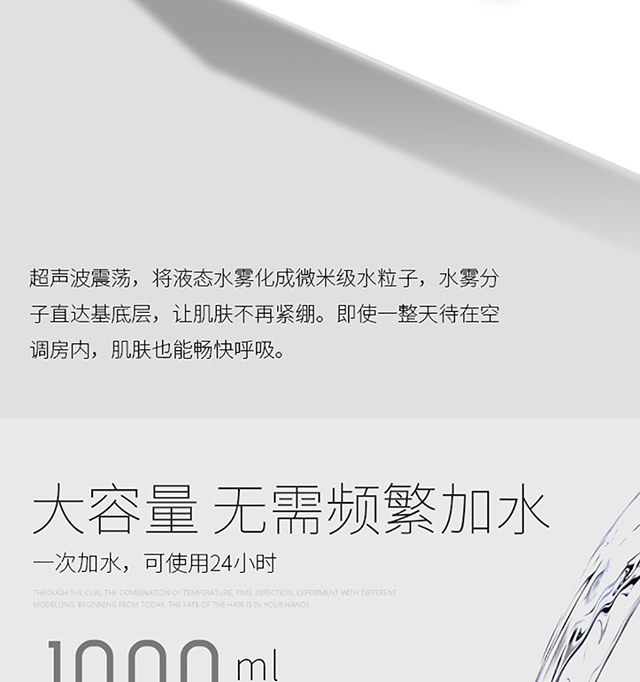 超声波震荡，将液态水雾化成微米级水粒子，水雾分
子直达基底层，让肌肤不再紧绷。即使一整天待在空
调房内，肌肤也能畅快呼吸。
大容量 无需频繁加水
一次加水，可使用24小时
THROUGH THE CURL THE COMBINATION OF TEMPERATURE, TIME, DIRECTION, EXPERIMENT WITH DIFFERENT
MODELLING, BEGINNING FROM TODAY, THE FATE OF THE HAIR IS IN YOUR HANDS...
1000 ml